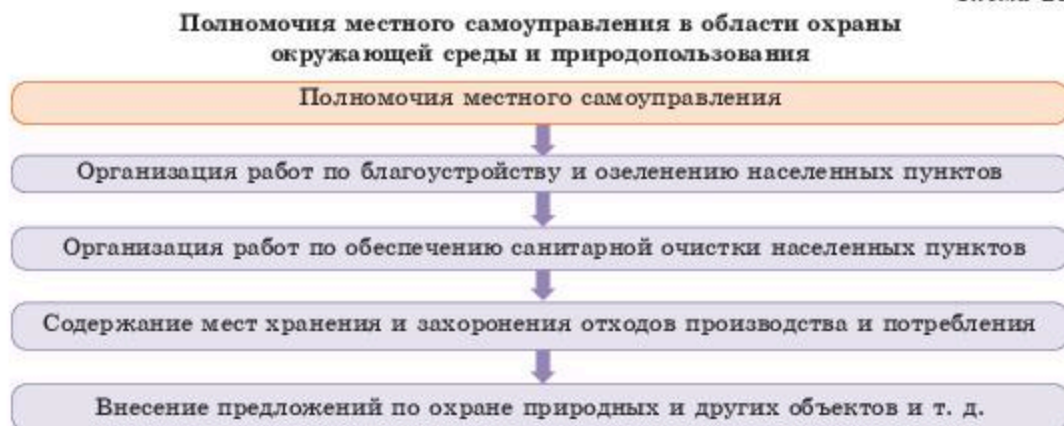 Полномочия местного самоуправления в области охраны
окружающей среды и природопользования
Полномочия местного самоуправления
Организация работ по благоустройству и озеленению населенных пунктов
Организация работ по обеспечению санитарной очистки населенных пунктов
Содержание мест хранения и захоронения отходов производства и потребления
Внесение предложений по охране природных и других объектов и т. д.